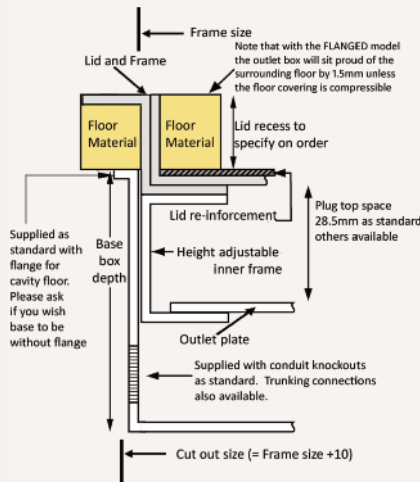 Frame size
Note that with the FLANGED model
the outlet box will sit proud of the
surrounding floor by 1.5mm unless
the floor covering is compressible
Lid and Frame
Floor
Material
Floor
Material
Lid recess to
specify on order
Lid re-inforcement
Plug top space
28.5mm as standard
others available
Supplied as
standard with
flange for
cavity floor.
Please ask
if you wish
base to be
without flange
Base
box
depth
Height adjustable
inner frame
Outlet plate
Supplied with conduit knockouts
as standard. Trunking connections
also available.
Cut out size (= Frame size +10)